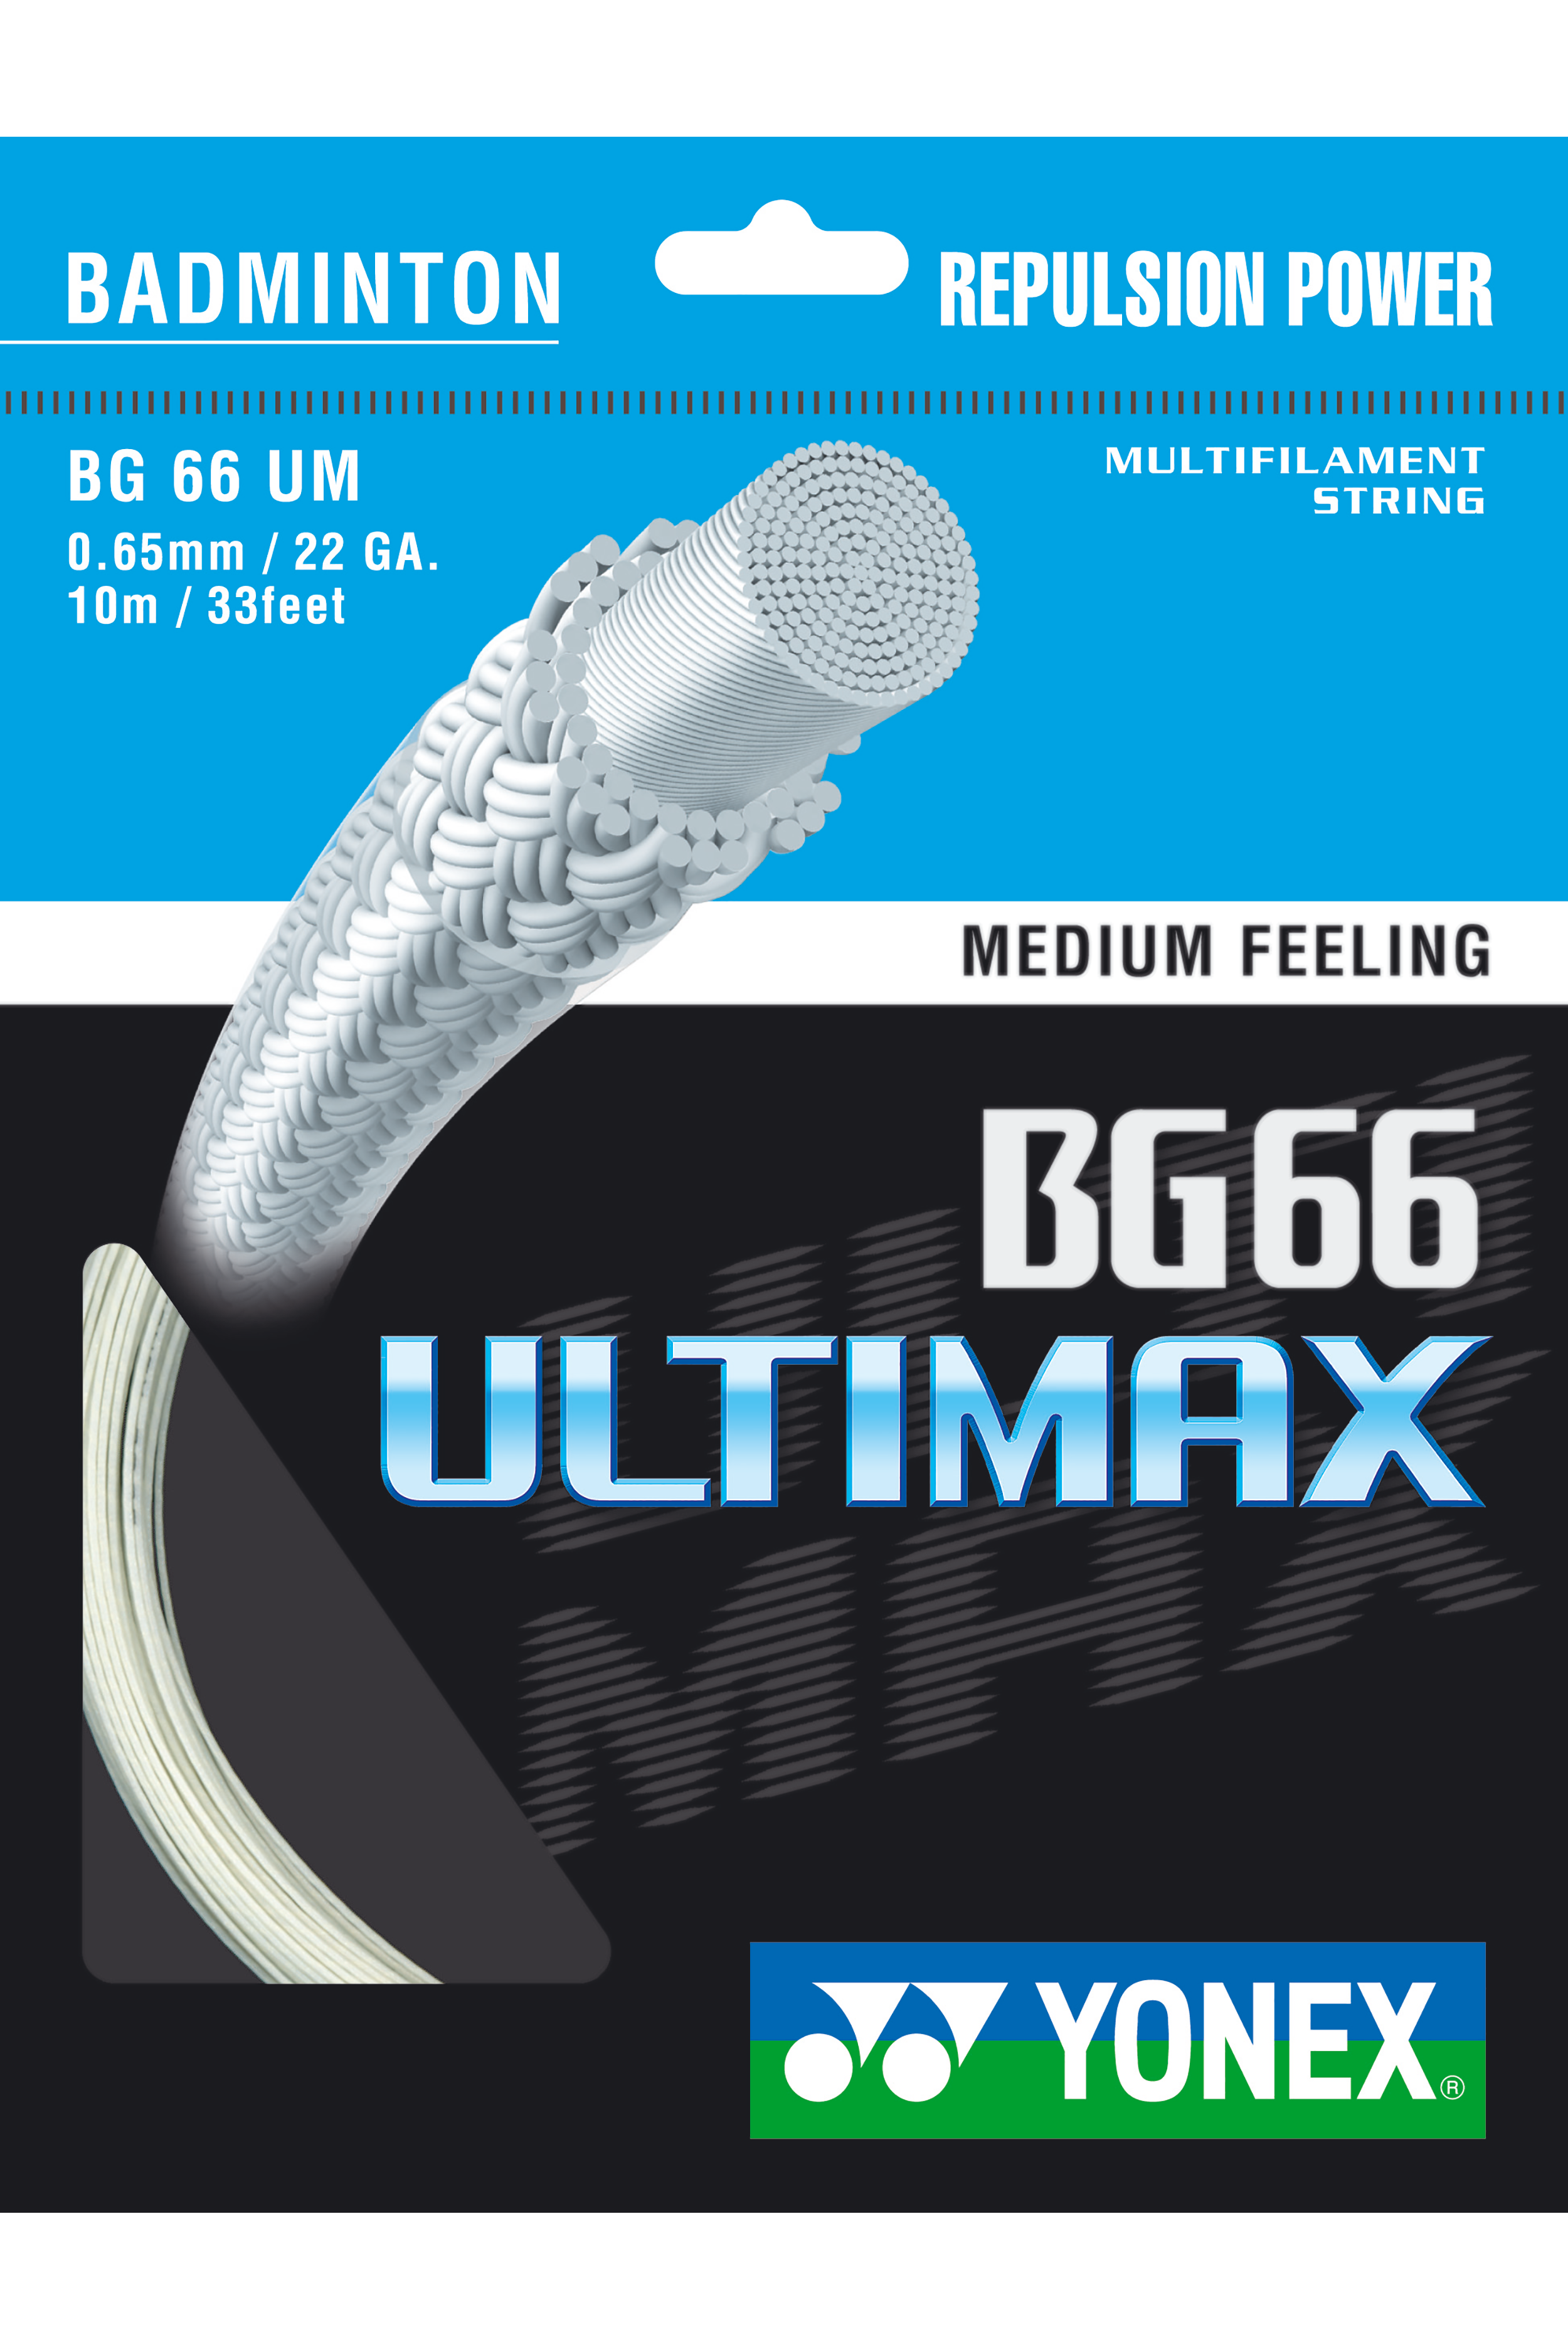 BADMINTON
REPULSION POWER
BG 66 UM
0.65mm / 22 GA.
10m / 33feet
MULTIFILAMENT
STRING
MEDIUM FEELING
BG66
ULTIMAX
MAX
YONEX®